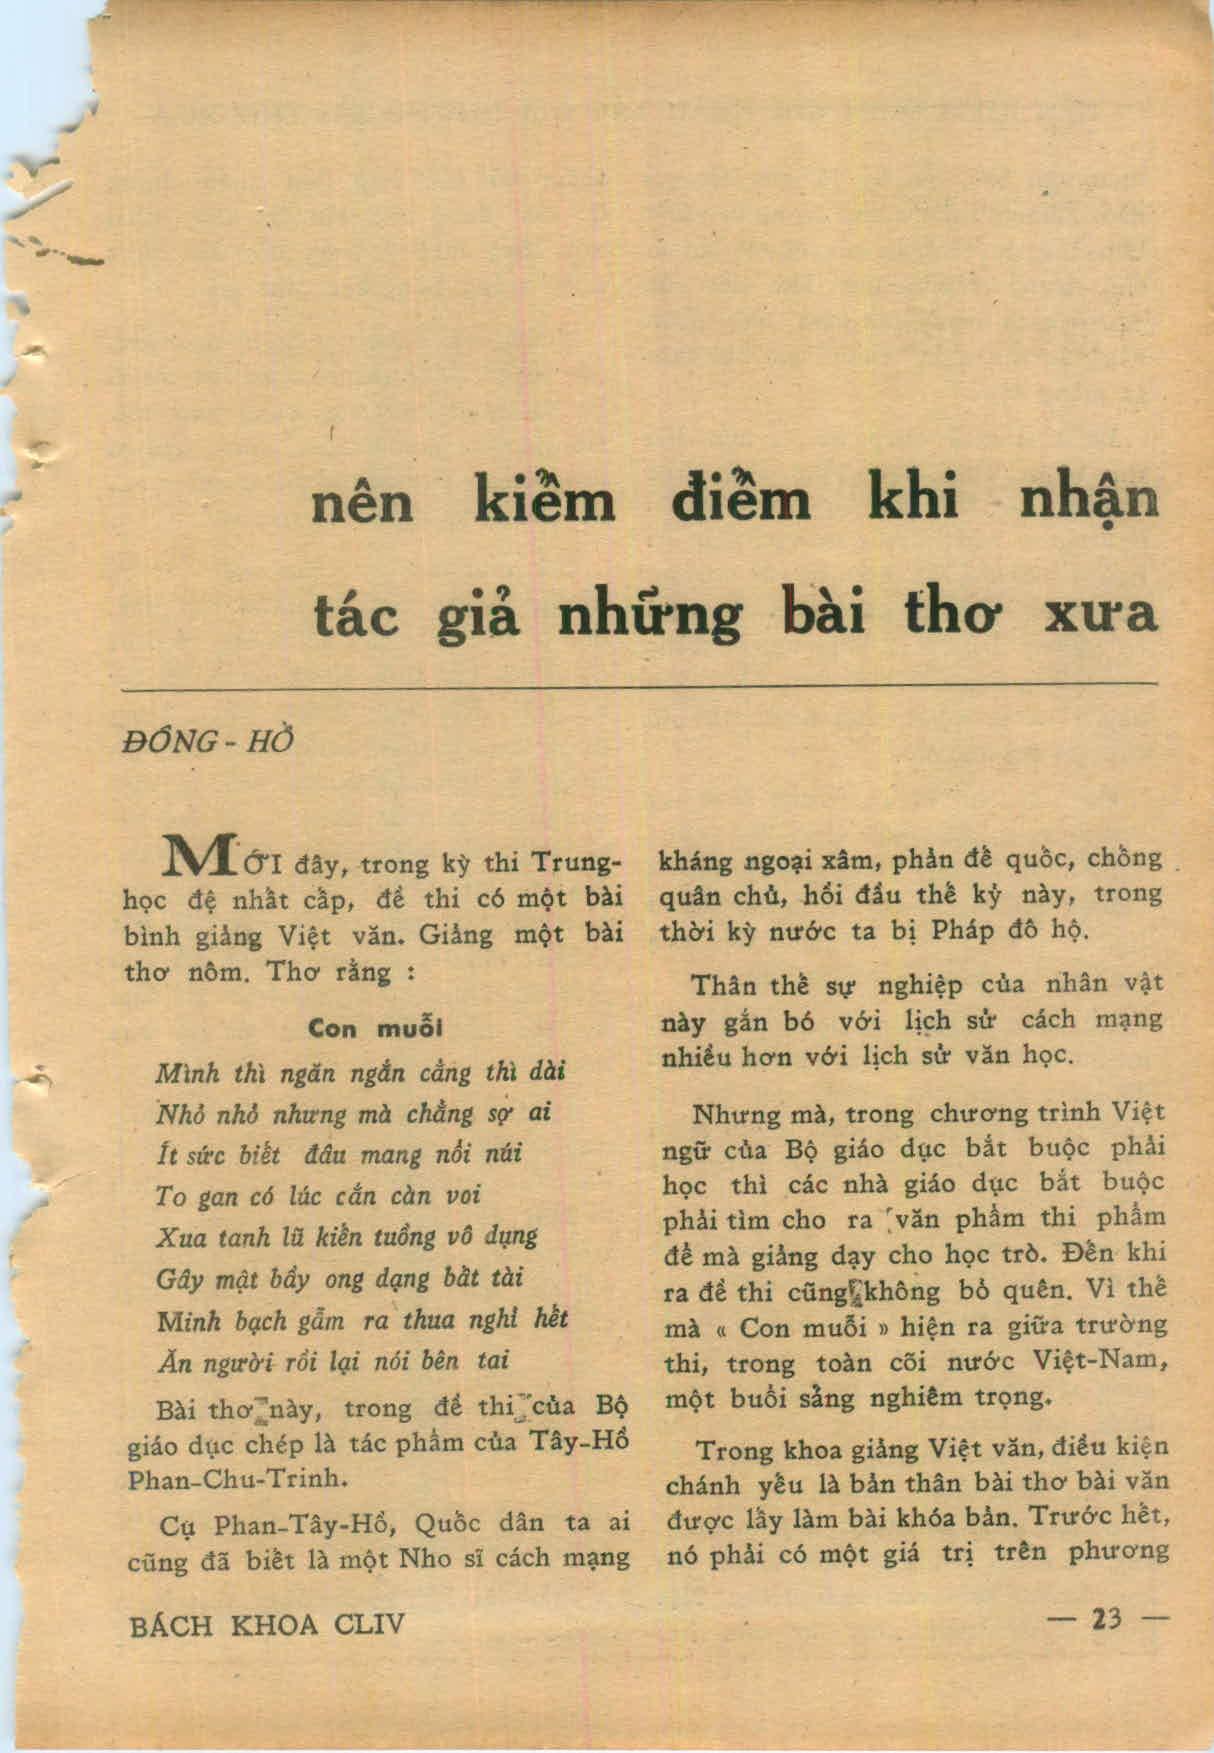 nên kiểm điểm khi nhận
tác giả những bài thơ xưa
ĐÔNG - HỒ
MỚI đây, trong kỳ thi Trung-
học đệ nhất cấp, đề thi có một bài
bình giảng Việt văn. Giảng một bài
thơ nôm. Thơ rằng :
Con muỗi
Mình thì ngăn ngắn cẳng thì dài
Nhỏ nhỏ nhưng mà chẳng sợ ai
Ít sức biết đâu mang nổi núi
To gan có lúc cắn càn voi
Xua tanh lũ kiến tuồng vô dụng
Gây mật bầy ong dạng bất tài
Minh bạch gẫm ra thua nghỉ hết
Ăn người rồi lại nói bên tai
Bài thơ này, trong đề thi của Bộ
giáo dục chép là tác phẩm của Tây-Hồ
Phan-Chu-Trinh.
Cụ Phan-Tây-Hồ, Quốc dân ta ai
cũng đã biết là một Nho sĩ cách mạng
kháng ngoại xâm, phản đế quốc, chống
quân chủ, hồi đầu thế kỷ này, trong
thời kỳ nước ta bị Pháp đô hộ.
Thân thế sự nghiệp của nhân vật
này gắn bó với lịch sử cách mạng
nhiều hơn với lịch sử văn học.
Nhưng mà, trong chương trình Việt
ngữ của Bộ giáo dục bắt buộc phải
học thì các nhà giáo dục bắt buộc
phải tìm cho ra văn phẩm thi phẩm
để mà giảng dạy cho học trò. Đến khi
ra đề thi cũng không bỏ quên. Vì thế
mà « Con muỗi » hiện ra giữa trường
thi, trong toàn cõi nước Việt-Nam,
một buổi sảng nghiêm trọng.
Trong khoa giảng Việt văn, điều kiện
chánh yếu là bản thân bài thơ bài văn
được lấy làm bài khóa bản. Trước hết,
nó phải có một giá trị trên phương
BÁCH KHOA CLIV
— 23 —